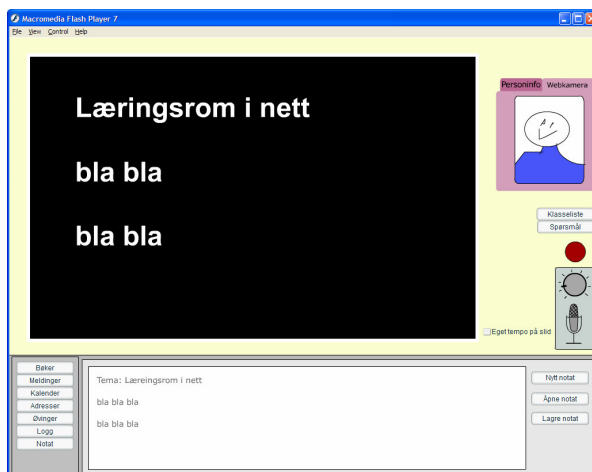 Macromedia Flash Player 7
File View Control Help
Læringsrom i nett
bla bla
bla bla
Personinfo Webkamera
Klasseliste
Spørsmål
Eget tempo på slid
Bøker
Meldinger
Kalender
Adresser
Øvinger
Logg
Notat
Tema: Læreingsrom i nett
bla bla bla
bla bla bla
Nytt notat
Åpne notat
Lagre notat